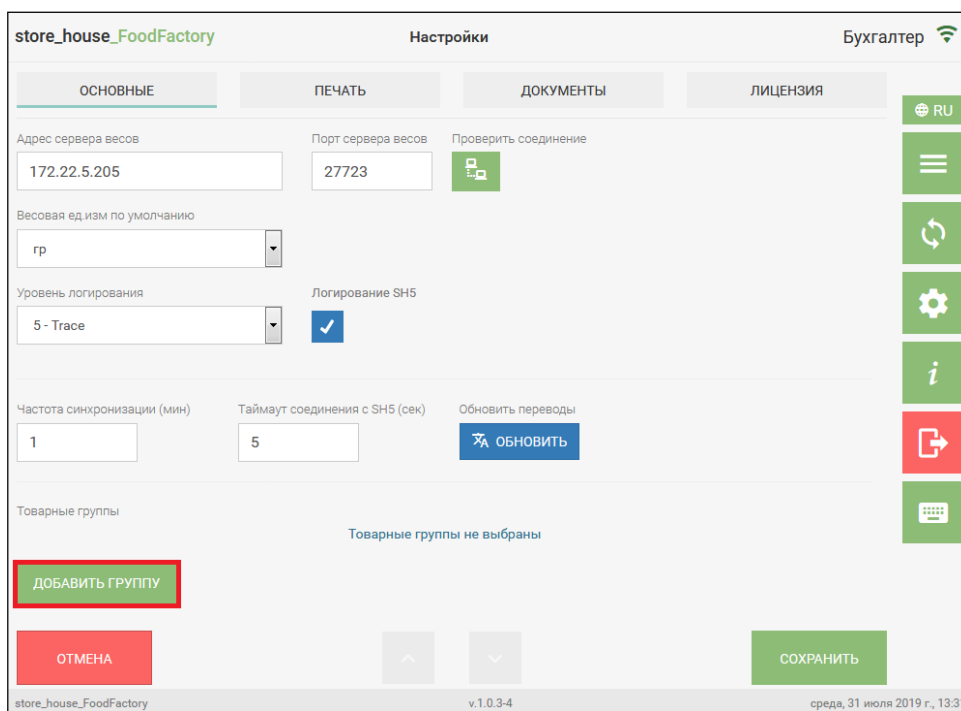 store_house_FoodFactory
Настройки
Бухгалтер
ОСНОВНЫЕ
ПЕЧАТЬ
ДОКУМЕНТЫ
ЛИЦЕНЗИЯ
RU
Адрес сервера весов
Порт сервера весов
Проверить соединение
172.22.5.205
27723
Весовая ед.изм по умолчанию
гр
Уровень логирования
Логирование SH5
5 - Trace
i
Частота синхронизации (мин)
Таймаут соединения с SH5 (сек)
Обновить переводы
1
5
ОБНОВИТЬ
Товарные группы
Товарные группы не выбраны
ДОБАВИТЬ ГРУППУ
ОТМЕНА
СОХРАНИТЬ
store_house_FoodFactory
v.1.0.3-4
среда, 31 июля 2019 г.,